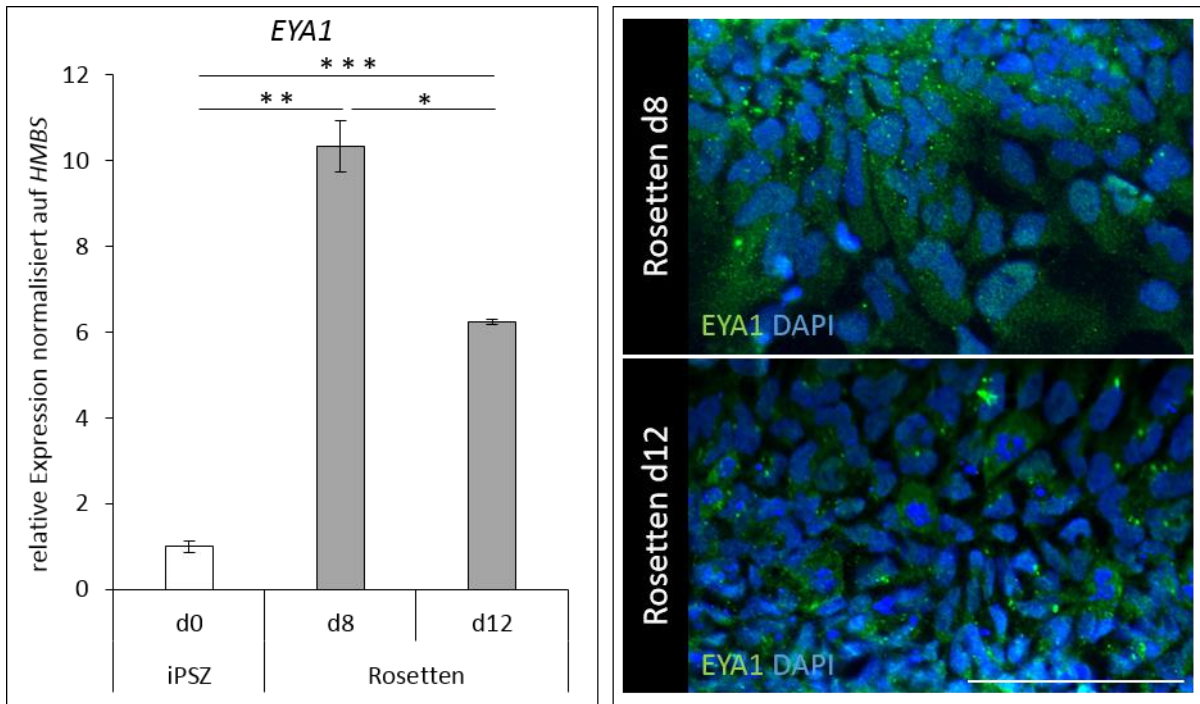 EYA1
relative Expression normalisiert auf HMBS
12
10
8
6
4
2
0
* * *
* *
*
d0
d8
d12
iPSZ
Rosetten
Rosetten d8
EYA1 DAPI
Rosetten d12
EYA1 DAPI